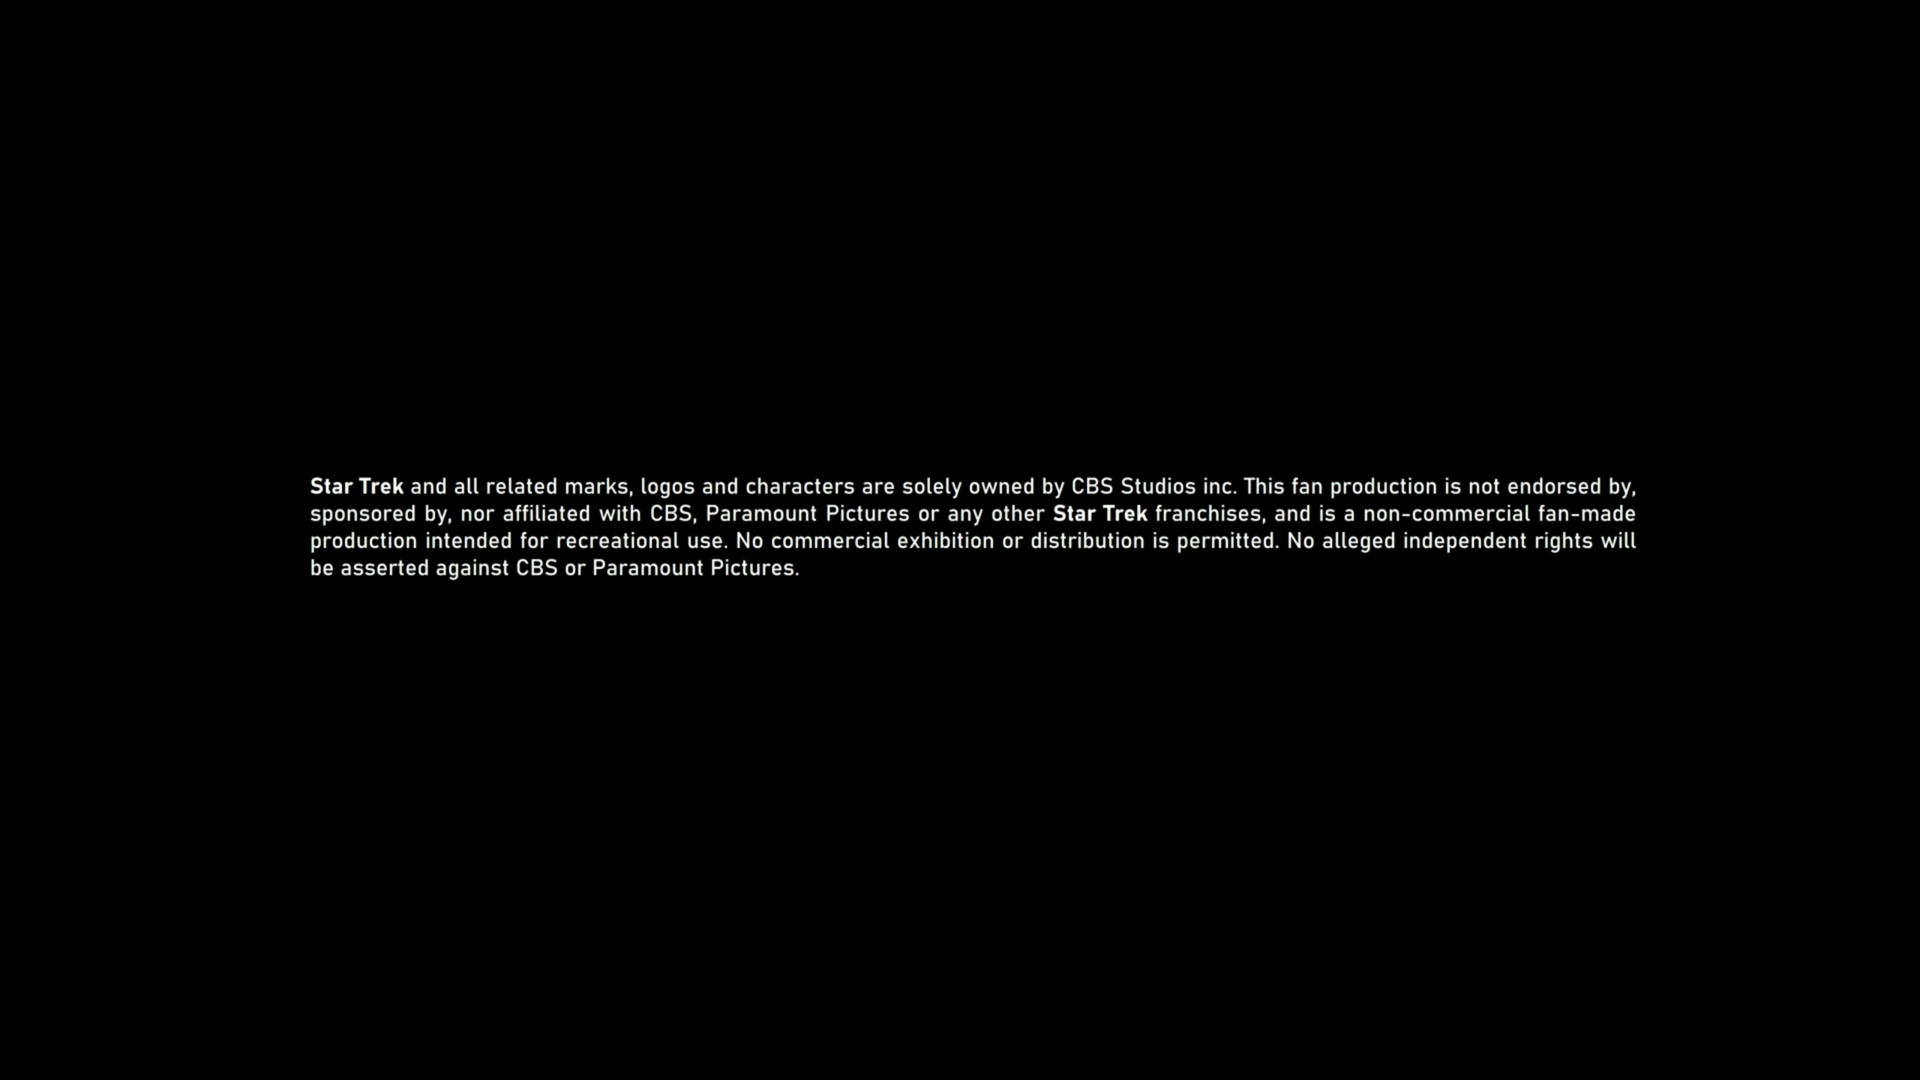 Star Trek and all related marks, logos and characters are solely owned by CBS Studios inc. This fan production is not endorsed by,
sponsored by, nor affiliated with CBS, Paramount Pictures or any other Star Trek franchises, and is a non-commercial fan-made
production intended for recreational use. No commercial exhibition or distribution is permitted. No alleged independent rights will
be asserted against CBS or Paramount Pictures.